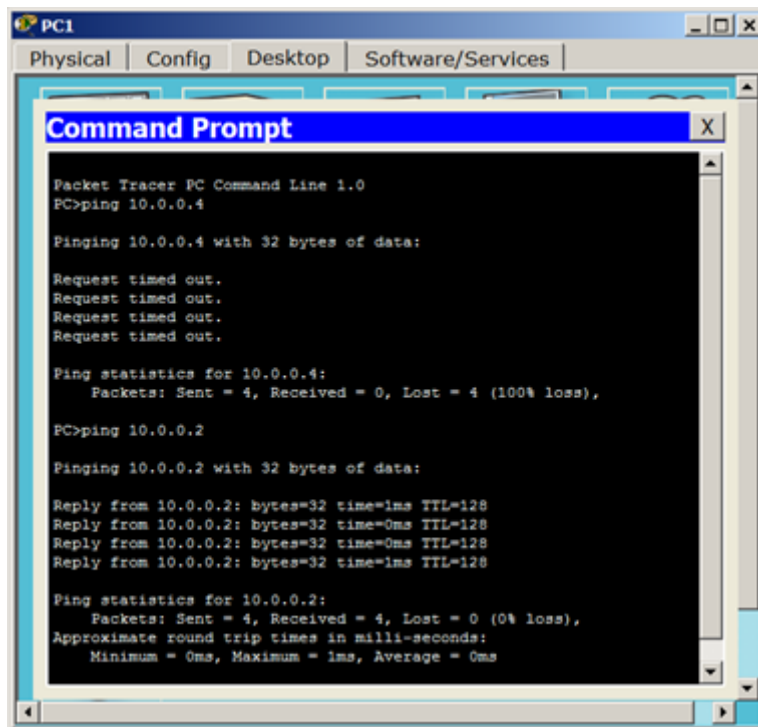 PC1
Physical Config Desktop Software/Services
Command Prompt X
Packet Tracer PC Command Line 1.0
PC>ping 10.0.0.4
Pinging 10.0.0.4 with 32 bytes of data:
Request timed out.
Request timed out.
Request timed out.
Request timed out.
Ping statistics for 10.0.0.4:
Packets: Sent = 4, Received = 0, Lost = 4 (100% loss),
PC>ping 10.0.0.2
Pinging 10.0.0.2 with 32 bytes of data:
Reply from 10.0.0.2: bytes=32 time=1ms TTL=128
Reply from 10.0.0.2: bytes=32 time=0ms TTL=128
Reply from 10.0.0.2: bytes=32 time=0ms TTL=128
Reply from 10.0.0.2: bytes=32 time=1ms TTL=128
Ping statistics for 10.0.0.2:
Packets: Sent = 4, Received = 4, Lost = 0 (0% loss),
Approximate round trip times in milli-seconds:
Minimum = 0ms, Maximum = 1ms, Average = 0ms